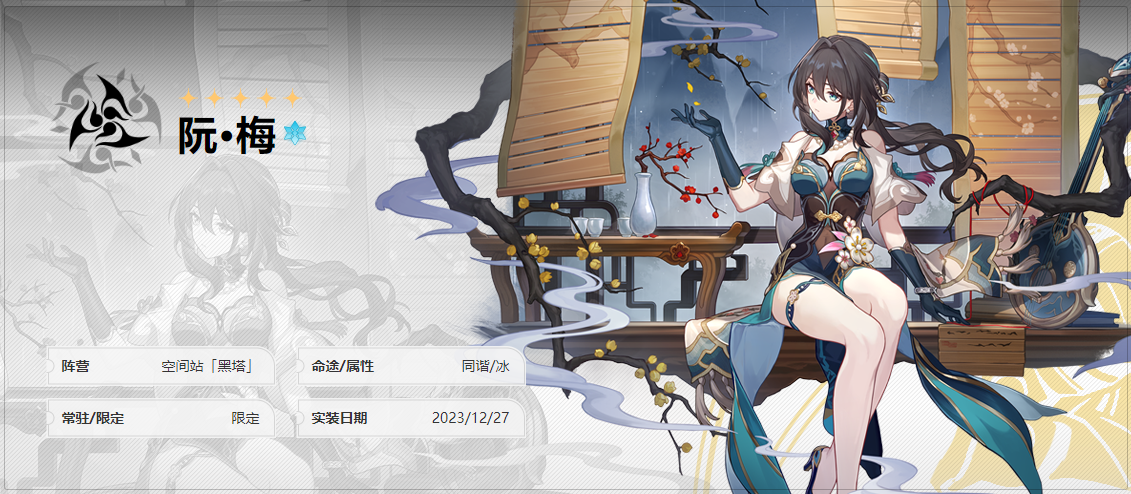 阮•梅
阵营 空间站「黑塔」 命途/属性 同谐/冰
常驻/限定 限定 实装日期 2023/12/27